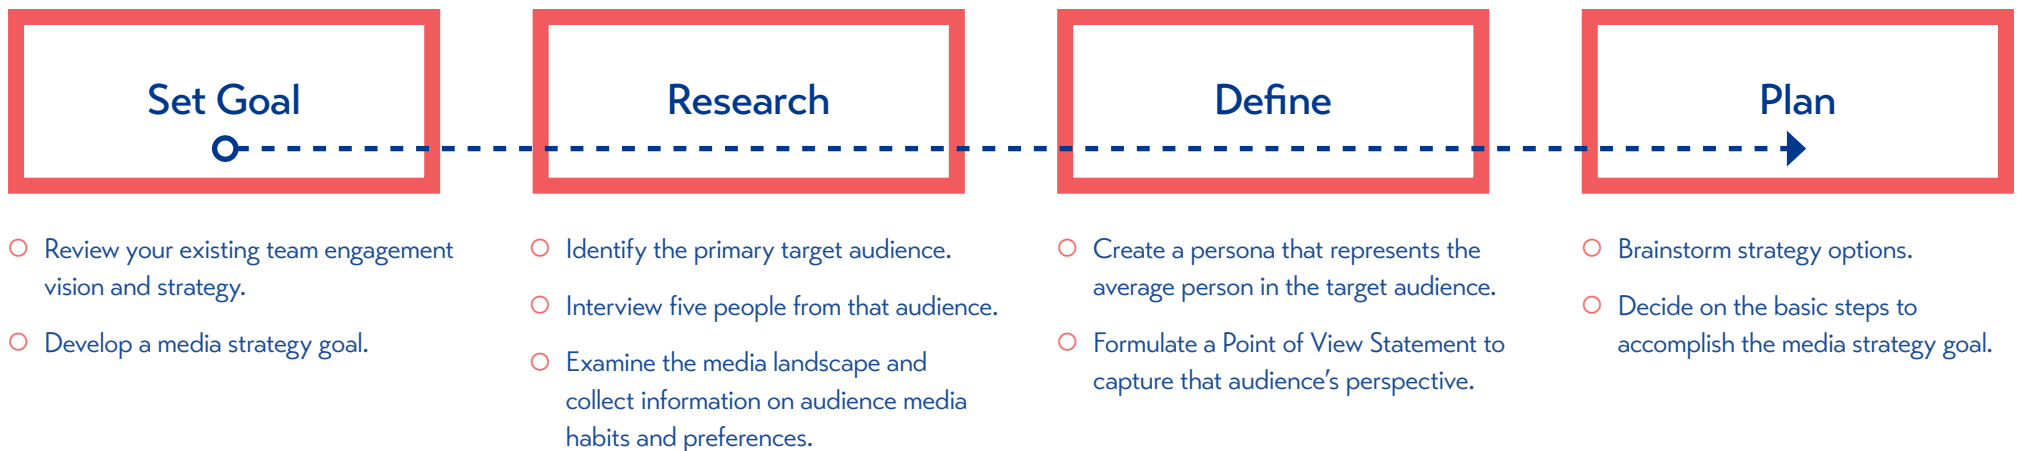 Set Goal
Review your existing team engagement
vision and strategy.
Develop a media strategy goal.
Research
Identify the primary target audience.
Interview five people from that audience.
Examine the media landscape and
collect information on audience media
habits and preferences.
Define
Create a persona that represents the
average person in the target audience.
Formulate a Point of View Statement to
capture that audience’s perspective.
Plan
Brainstorm strategy options.
Decide on the basic steps to
accomplish the media strategy goal.